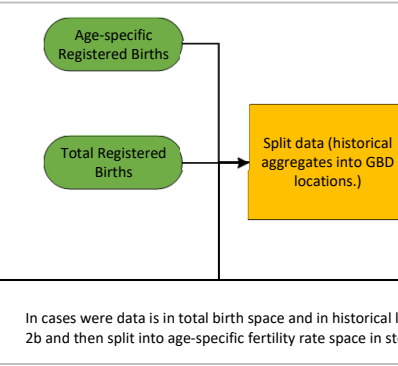 Age-specific
Registered Births
Total Registered
Births
Split data (historical
aggregates into GBD
locations.)
In cases were data is in total birth space and in historical
2b and then split into age-specific fertility rate space in